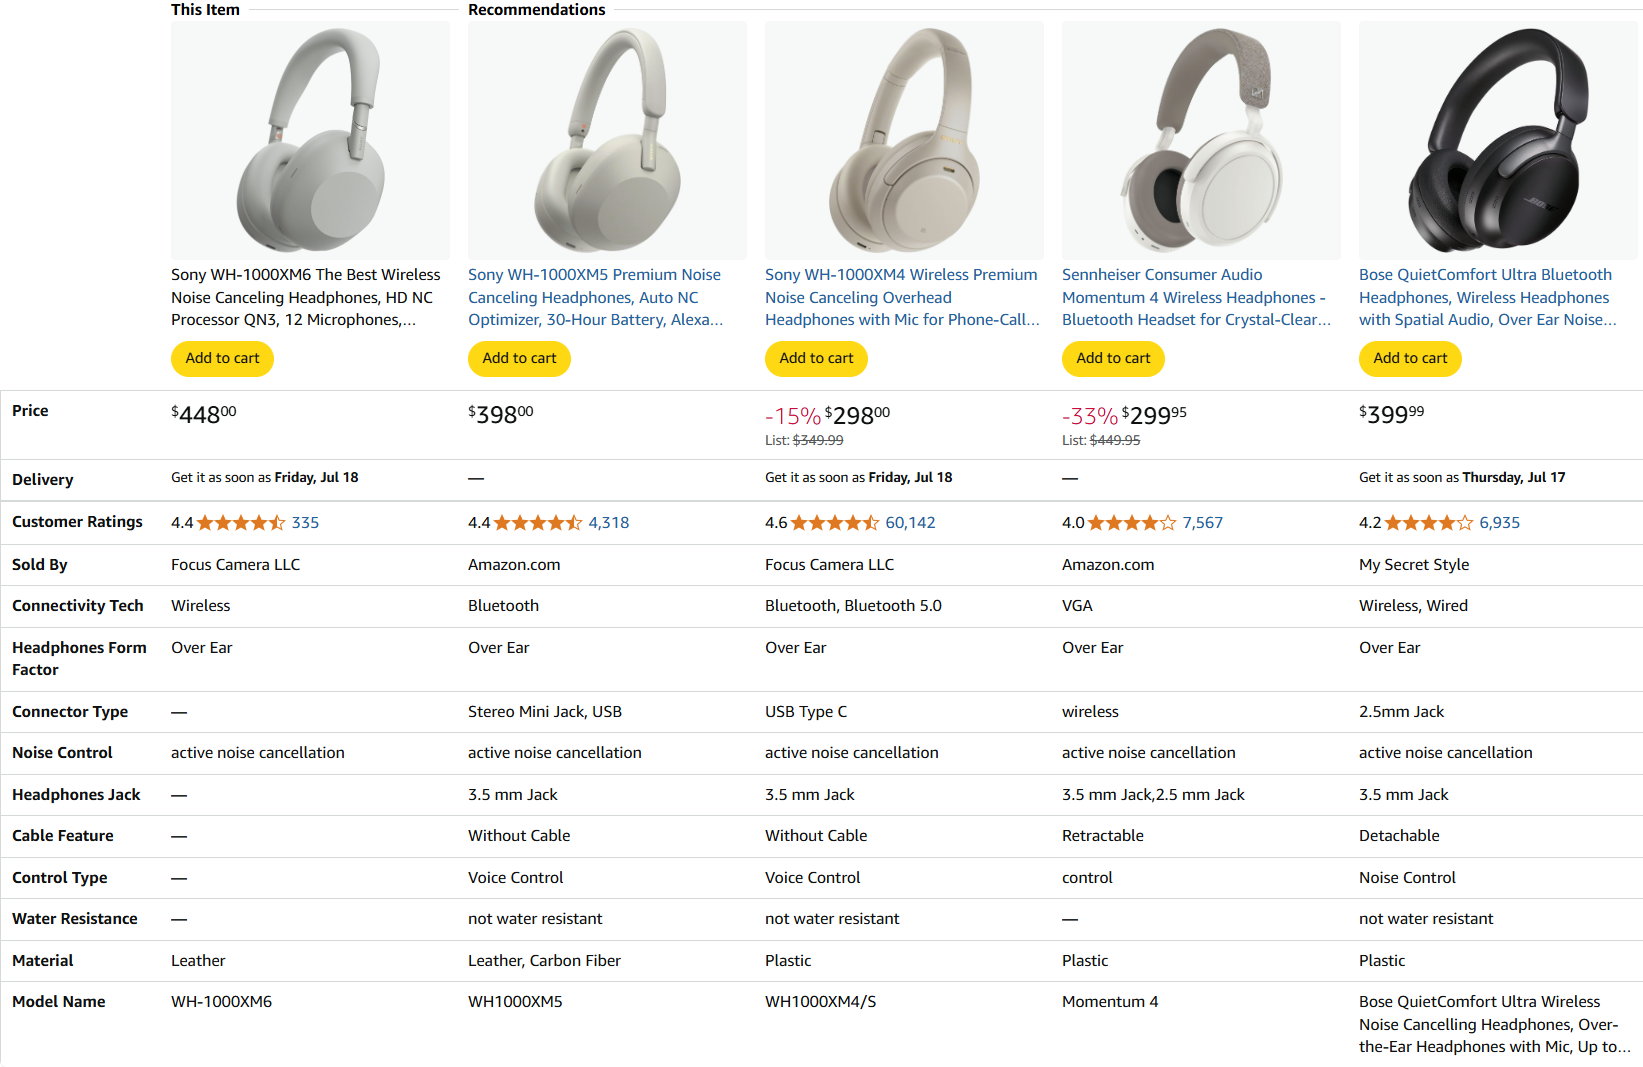 This Item
Recommendations
BOSE
Sony WH-1000XM6 The Best Wireless
Noise Canceling Headphones, HD NC
Processor QN3, 12 Microphones,...
Sony WH-1000XM5 Premium Noise
Canceling Headphones, Auto NC
Optimizer, 30-Hour Battery, Alexa...
Sony WH-1000XM4 Wireless Premium
Noise Canceling Overhead
Headphones with Mic for Phone-Call...
Sennheiser Consumer Audio
Momentum 4 Wireless Headphones -
Bluetooth Headset for Crystal-Clear...
Bose QuietComfort Ultra Bluetooth
Headphones, Wireless Headphones
with Spatial Audio, Over Ear Noise...
Add to cart
Add to cart
Add to cart
Add to cart
Add to cart
Price
$44800
$39800
-15% $29800
List: $349.99
-33% $29995
List: $449.95
$39999
Delivery
Get it as soon as Friday, Jul 18
—
Get it as soon as Friday, Jul 18
—
Get it as soon as Thursday, Jul 17
Customer Ratings
4.4 335
4.4 4,318
4.6 60,142
4.0 7,567
4.2 6,935
Sold By
Focus Camera LLC
Amazon.com
Focus Camera LLC
Amazon.com
My Secret Style
Connectivity Tech
Wireless
Bluetooth
Bluetooth, Bluetooth 5.0
VGA
Wireless, Wired
Headphones Form
Factor
Over Ear
Over Ear
Over Ear
Over Ear
Over Ear
Connector Type
—
Stereo Mini Jack, USB
USB Type C
wireless
2.5mm Jack
Noise Control
active noise cancellation
active noise cancellation
active noise cancellation
active noise cancellation
active noise cancellation
Headphones Jack
—
3.5 mm Jack
3.5 mm Jack
3.5 mm Jack,2.5 mm Jack
3.5 mm Jack
Cable Feature
—
Without Cable
Without Cable
Retractable
Detachable
Control Type
—
Voice Control
Voice Control
control
Noise Control
Water Resistance
—
not water resistant
not water resistant
—
not water resistant
Material
Leather
Leather, Carbon Fiber
Plastic
Plastic
Plastic
Model Name
WH-1000XM6
WH1000XM5
WH1000XM4/S
Momentum 4
Bose QuietComfort Ultra Wireless
Noise Cancelling Headphones, Over-
the-Ear Headphones with Mic, Up to...